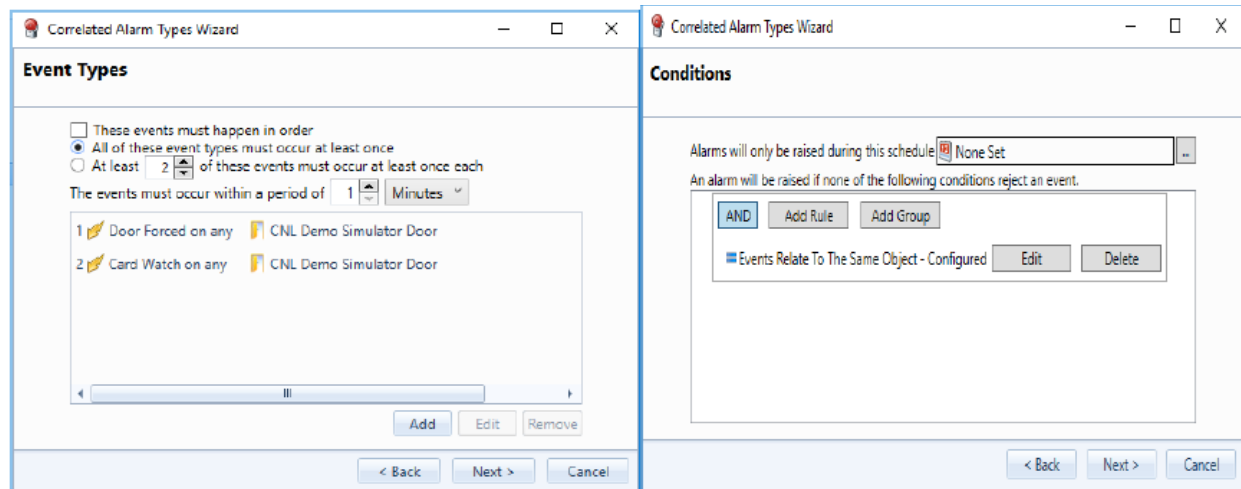 Correlated Alarm Types Wizard
Event Types
These events must happen in order
All of these event types must occur at least once
At least 2 of these events must occur at least once each
The events must occur within a period of 1 Minutes
1 Door Forced on any CNL Demo Simulator Door
2 Card Watch on any CNL Demo Simulator Door
Add Edit Remove
< Back Next > Cancel
Correlated Alarm Types Wizard
Conditions
Alarms will only be raised during this schedule None Set ...
An alarm will be raised if none of the following conditions reject an event.
AND Add Rule Add Group
Events Relate To The Same Object - Configured Edit Delete
< Back Next > Cancel